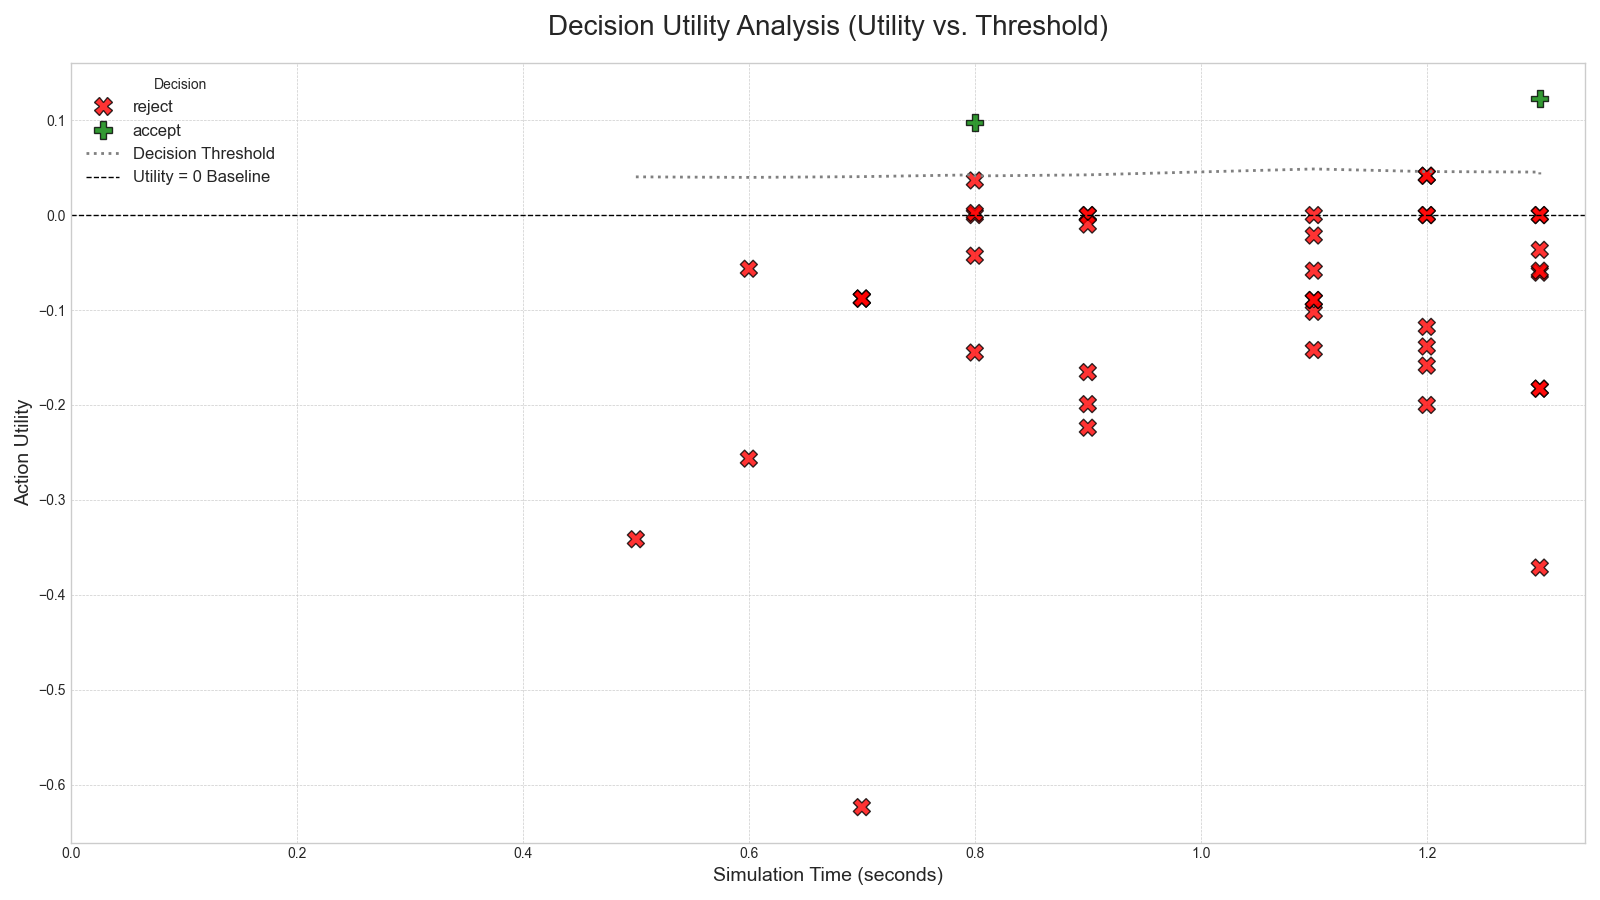 Decision Utility Analysis (Utility vs. Threshold)
Decision
reject
accept
Decision Threshold
Utility = 0 Baseline
Action Utility
0.1
0.0
−0.1
−0.2
−0.3
−0.4
−0.5
−0.6
0.0
0.2
0.4
0.6
0.8
1.0
1.2
Simulation Time (seconds)